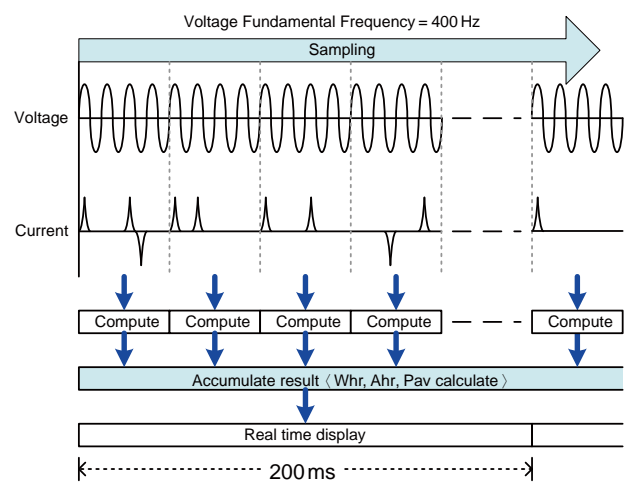 Voltage Fundamental Frequency = 400 Hz
Sampling
Voltage
Current
Compute Compute Compute Compute Compute
Accumulate result〈Whr, Ahr, Pav calculate〉
Real time display
200 ms